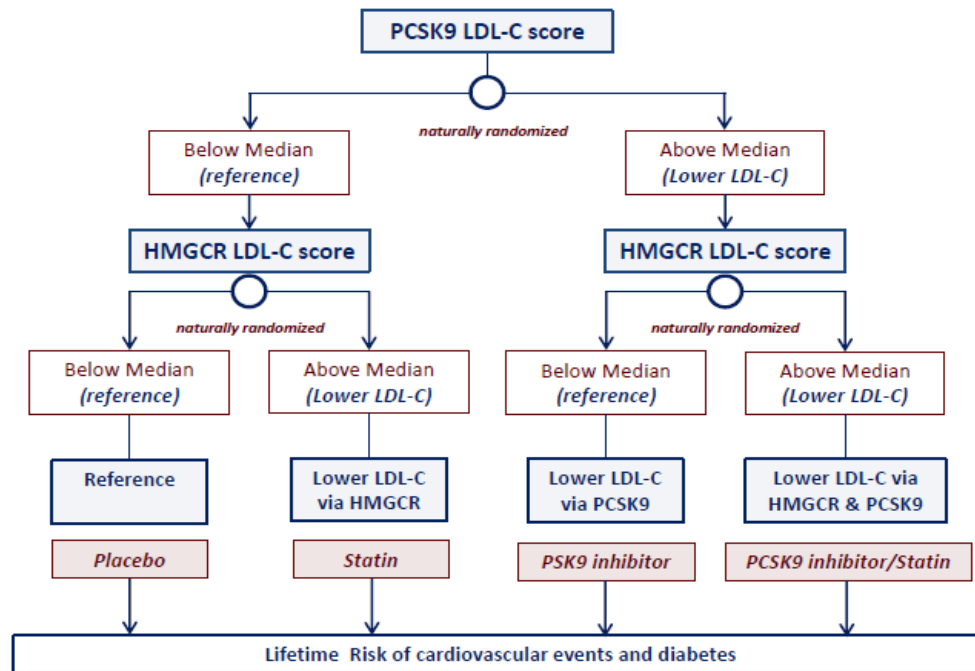 PCSK9 LDL-C score
naturally randomized
Below Median
(reference)
Above Median
(Lower LDL-C)
HMGCR LDL-C score
HMGCR LDL-C score
naturally randomized
naturally randomized
Below Median
(reference)
Above Median
(Lower LDL-C)
Below Median
(reference)
Above Median
(Lower LDL-C)
Reference
Lower LDL-C
via HMGCR
Lower LDL-C
via PCSK9
Lower LDL-C via
HMGCR & PCSK9
Placebo
Statin
PSK9 inhibitor
PCSK9 inhibitor/Statin
Lifetime Risk of cardiovascular events and diabetes